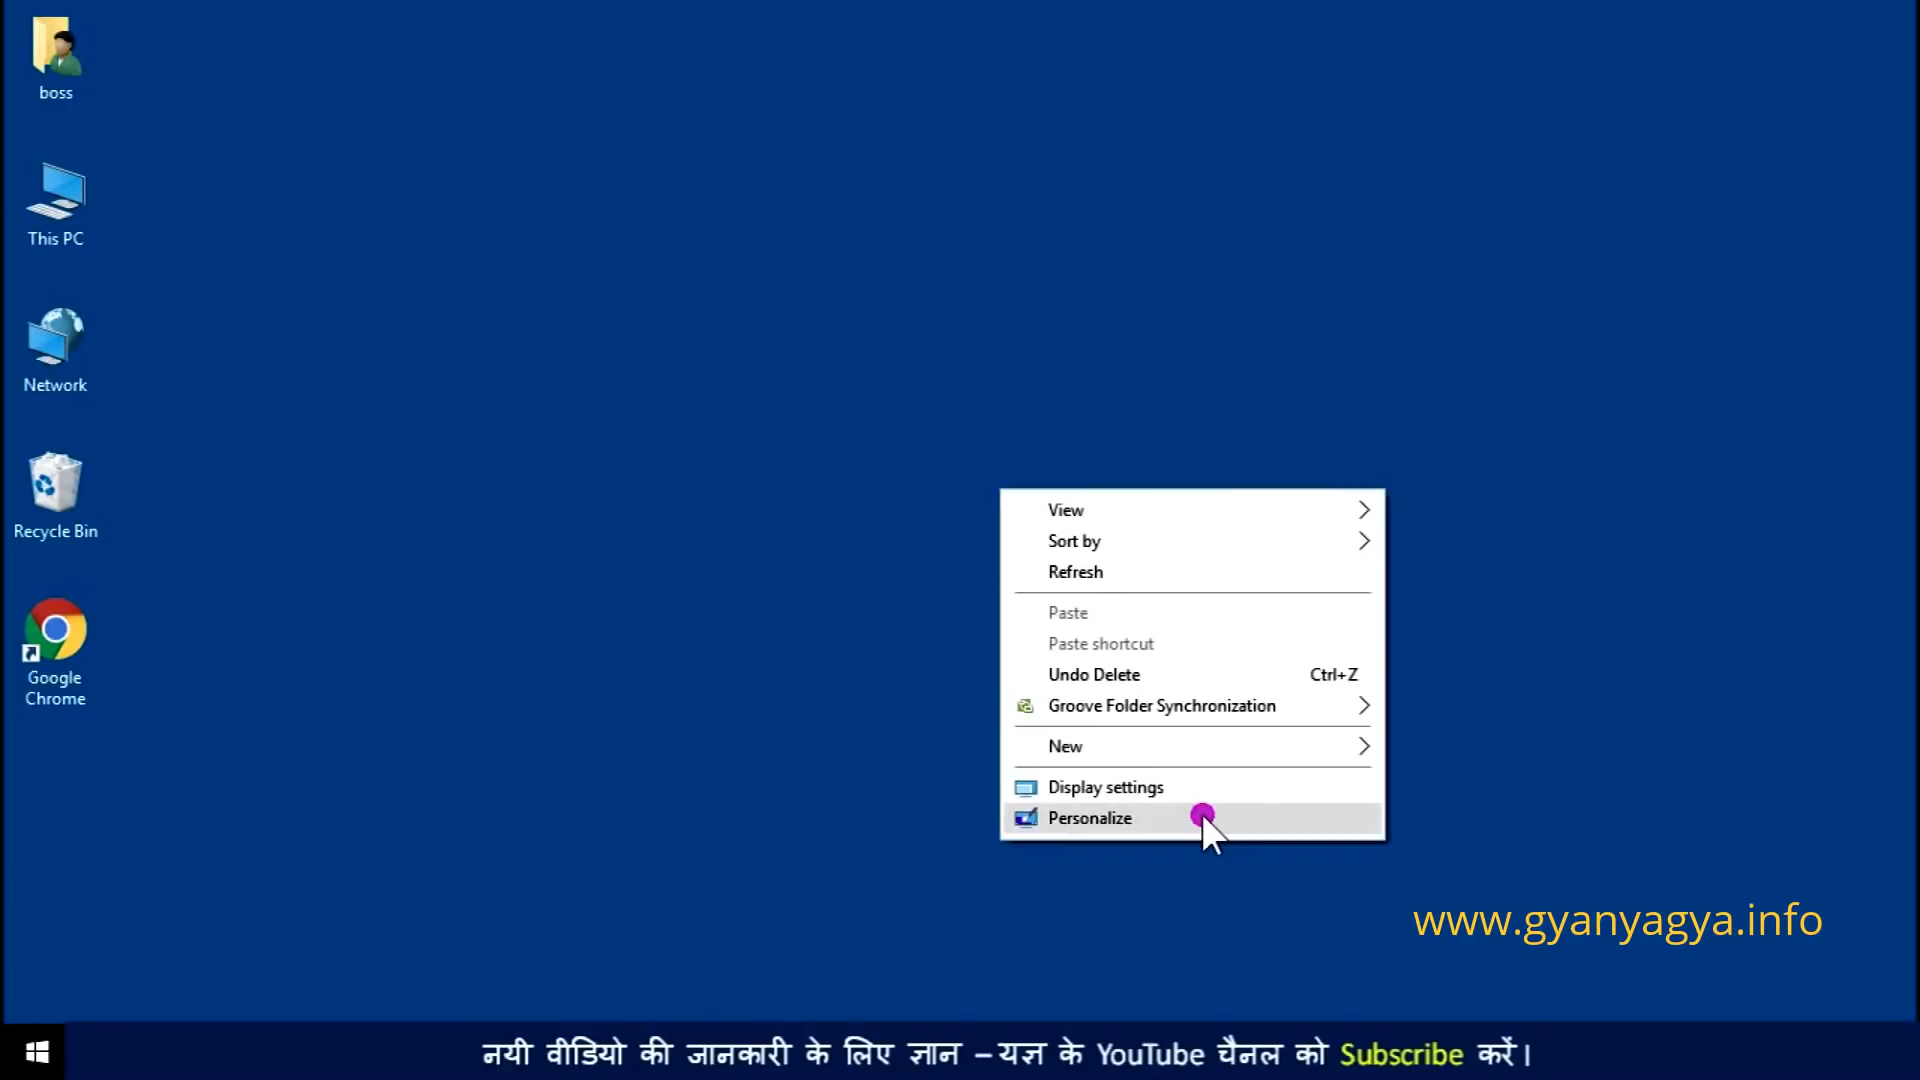 boss
This PC
Network
Recycle Bin
Google
Chrome
View
Sort by
Refresh
Paste
Paste shortcut
Undo Delete Ctrl+Z
Groove Folder Synchronization
New
Display settings
Personalize
www.gyanyagya.info
नयी वीडियो की जानकारी के लिए ज्ञान – यज्ञ के YouTube चैनल को Subscribe करें।